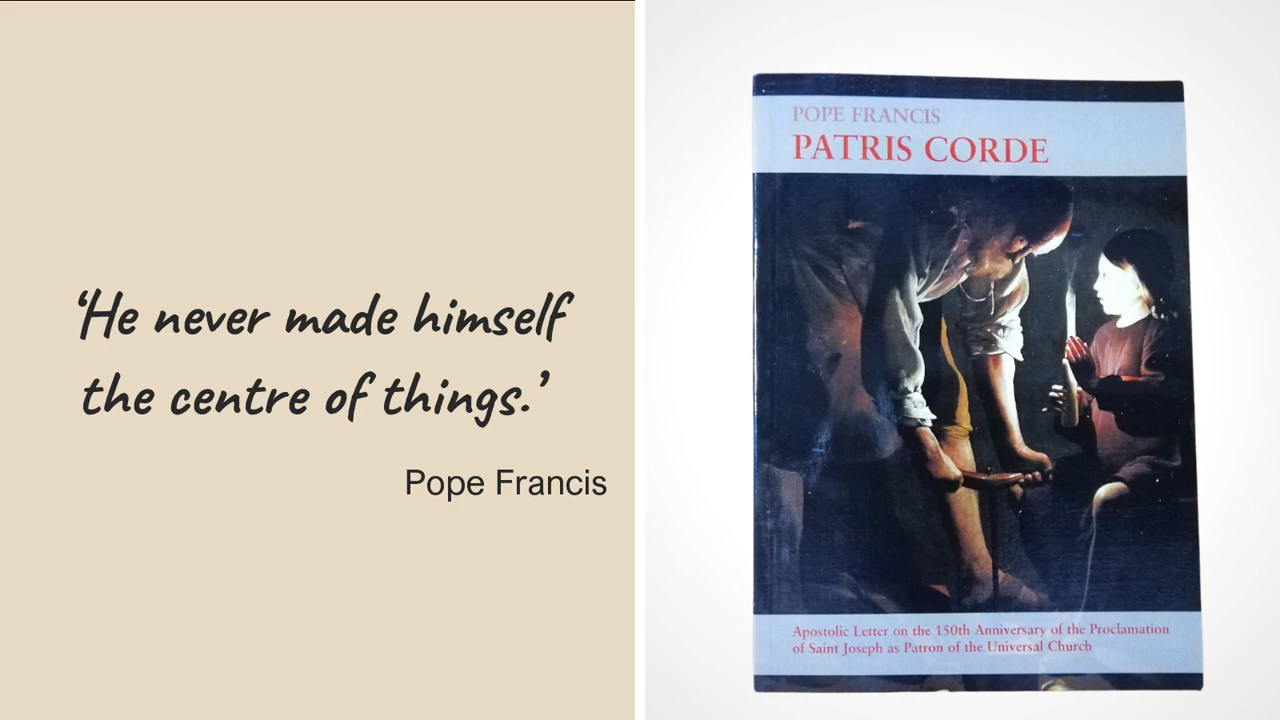 ‘He never made himself
the centre of things.’
Pope Francis
POPE FRANCIS
PATRIS CORDE
Apostolic Letter on the 150th Anniversary of the Proclamation
of Saint Joseph as Patron of the Universal Church